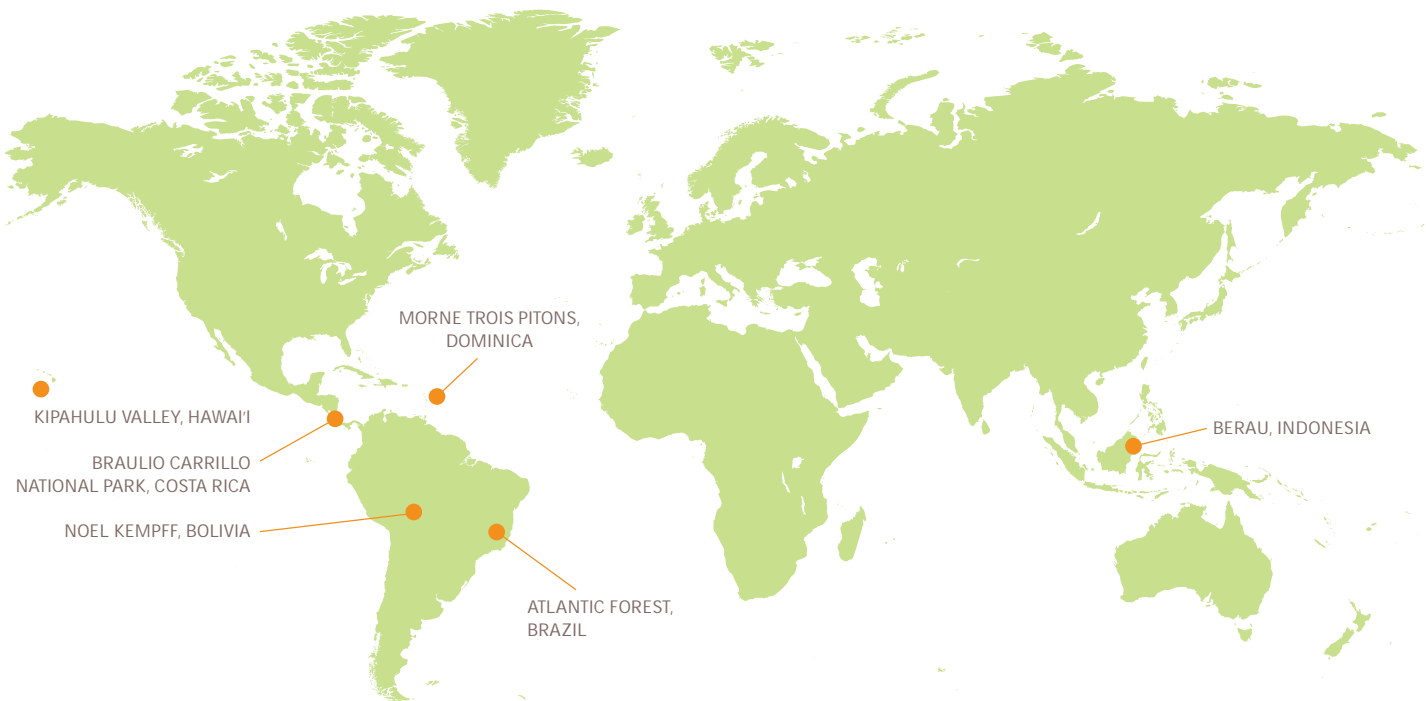 MORNE TROIS PITONS,
DOMINICA
KIPAHULU VALLEY, HAWAI'I
BRAULIO CARRILLO
NATIONAL PARK, COSTA RICA
NOEL KEMPFF, BOLIVIA
ATLANTIC FOREST,
BRAZIL
BERAU, INDONESIA